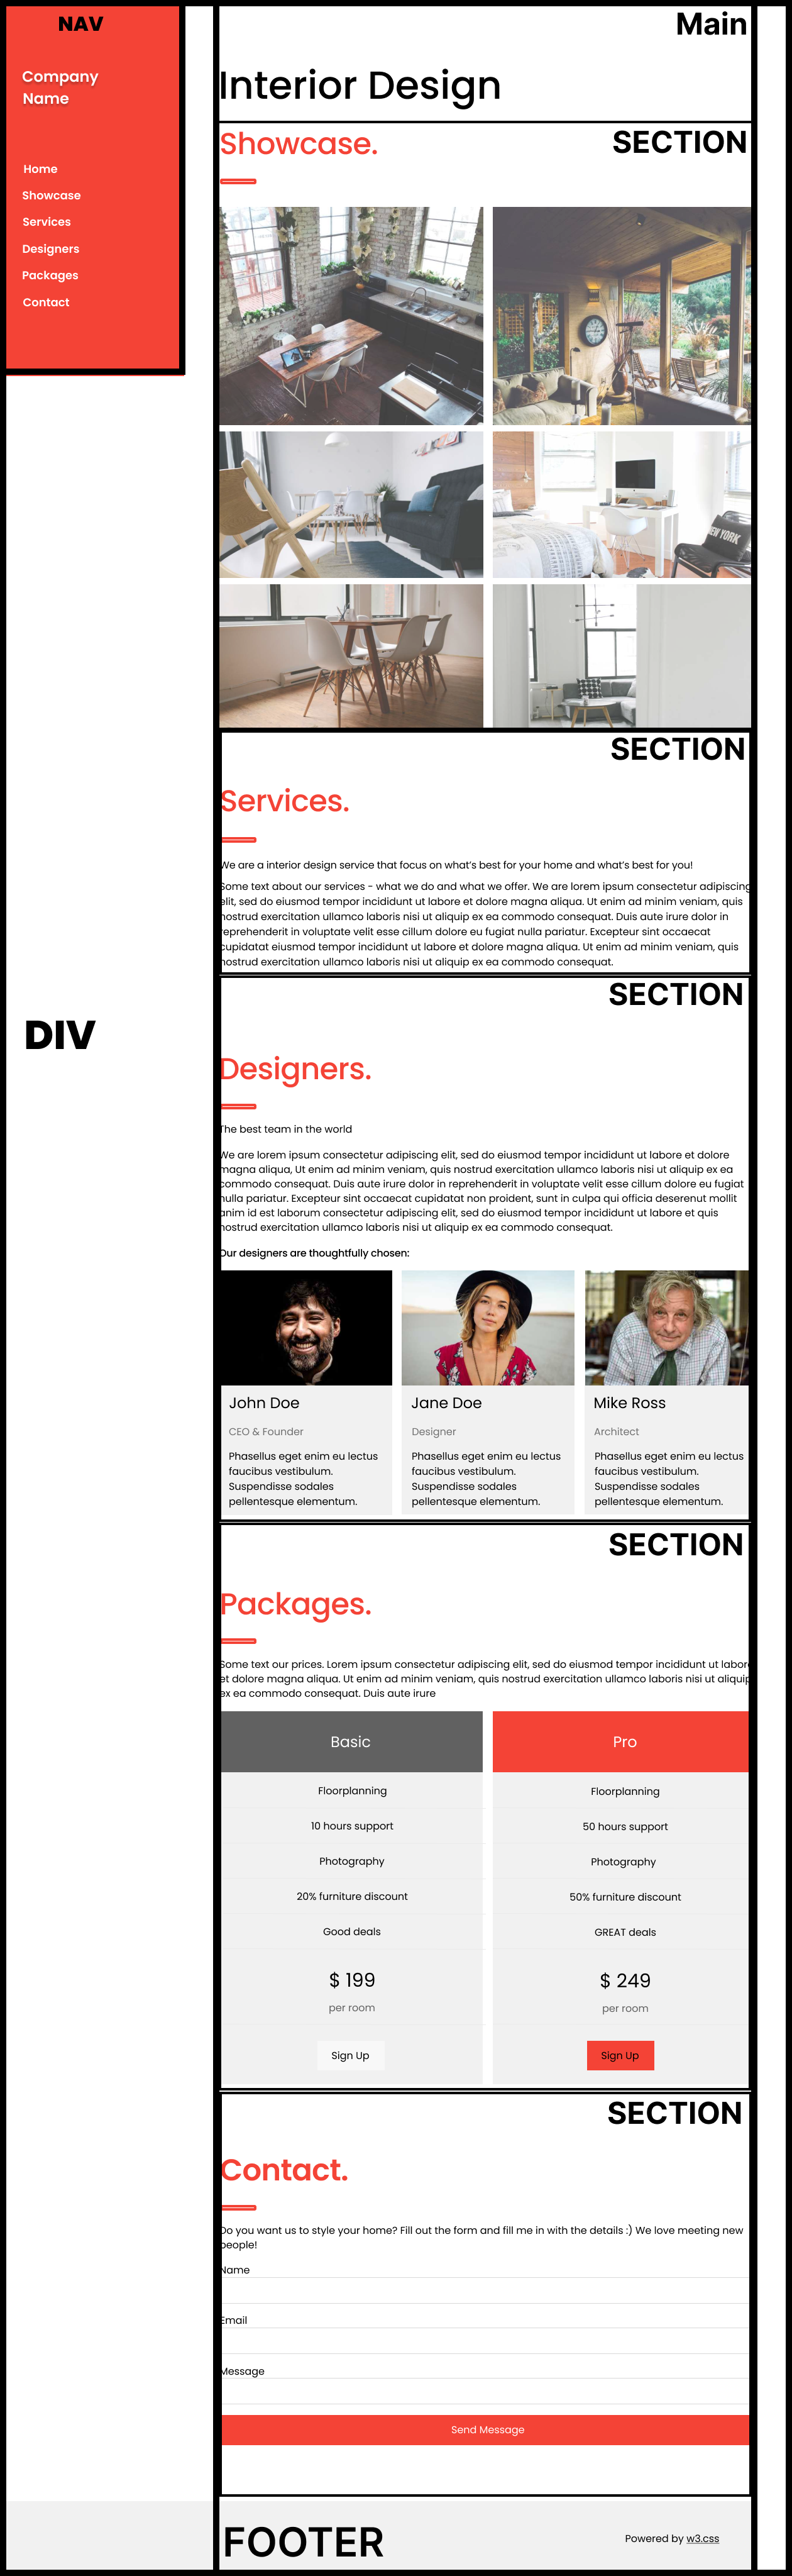 NAV
Company
Name
Home
Showcase
Services
Designers
Packages
Contact
DIV
Main
Interior Design
Showcase.
SECTION
NEW YORK
SECTION
Services.
We are a interior design service that focus on what's best for your home and what's best for you!
Some text about our services - what we do and what we offer. We are lorem ipsum consectetur adipiscing
elit, sed do eiusmod tempor incididunt ut labore et dolore magna aliqua. Ut enim ad minim veniam, quis
nostrud exercitation ullamco laboris nisi ut aliquip ex ea commodo consequat. Duis aute irure dolor in
reprehenderit in voluptate velit esse cillum dolore eu fugiat nulla pariatur. Excepteur sint occaecat
cupidatat eiusmod tempor incididunt ut labore et dolore magna aliqua. Ut enim ad minim veniam, quis
nostrud exercitation ullamco laboris nisi ut aliquip ex ea commodo consequat.
SECTION
Designers.
The best team in the world
We are lorem ipsum consectetur adipiscing elit, sed do eiusmod tempor incididunt ut labore et dolore
magna aliqua, Ut enim ad minim veniam, quis nostrud exercitation ullamco laboris nisi ut aliquip ex ea
commodo consequat. Duis aute irure dolor in reprehenderit in voluptate velit esse cillum dolore eu fugiat
nulla pariatur. Excepteur sint occaecat cupidatat non proident, sunt in culpa qui officia deserunt mollit
anim id est laborum consectetur adipiscing elit, sed do eiusmod tempor incididunt ut labore et quis
nostrud exercitation ullamco laboris nisi ut aliquip ex ea commodo consequat.
Our designers are thoughtfully chosen:
John Doe
CEO & Founder
Phasellus eget enim eu lectus
faucibus vestibulum.
Suspendisse sodales
pellentesque elementum.
Jane Doe
Designer
Phasellus eget enim eu lectus
faucibus vestibulum.
Suspendisse sodales
pellentesque elementum.
Mike Ross
Architect
Phasellus eget enim eu lectus
faucibus vestibulum.
Suspendisse sodales
pellentesque elementum.
SECTION
Packages.
Some text our prices. Lorem ipsum consectetur adipiscing elit, sed do eiusmod tempor incididunt ut labore
et dolore magna aliqua. Ut enim ad minim veniam, quis nostrud exercitation ullamco laboris nisi ut aliquip
ex ea commodo consequat. Duis aute irure
Basic
Floorplanning
10 hours support
Photography
20% furniture discount
Good deals
$ 199
per room
Sign Up
Pro
Floorplanning
50 hours support
Photography
50% furniture discount
GREAT deals
$ 249
per room
Sign Up
SECTION
Contact.
Do you want us to style your home? Fill out the form and fill me in with the details :) We love meeting new
people!
Name
Email
Message
Send Message
FOOTER
Powered by w3.css